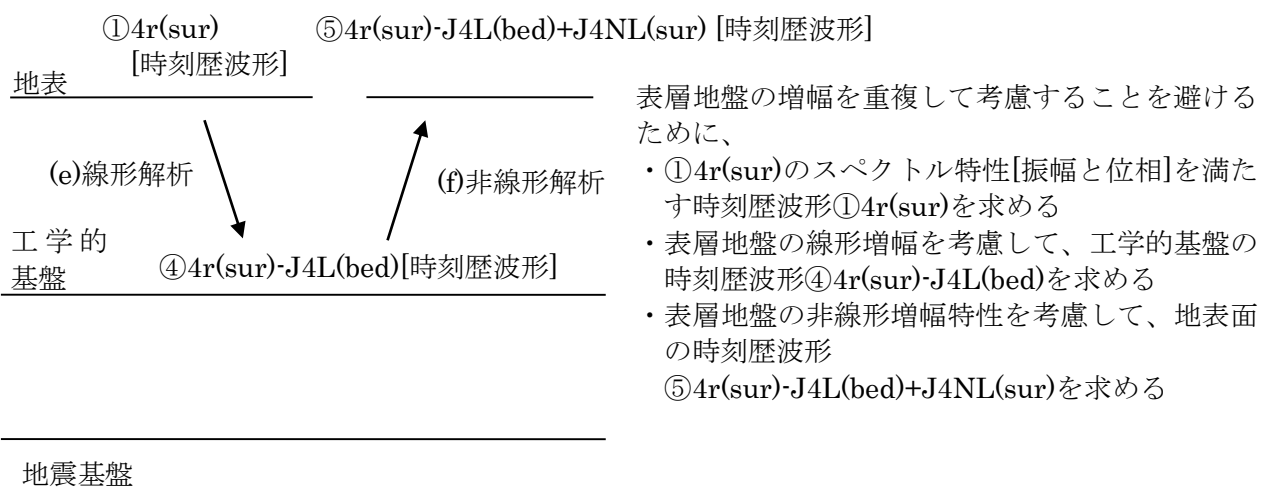 ①4r(sur)
[時刻歴波形]
⑤4r(sur)-J4L(bed)+J4NL(sur) [時刻歴波形]
地表
(e)線形解析
(f)非線形解析
工学的
基盤
④4r(sur)-J4L(bed)[時刻歴波形]
地震基盤
表層地盤の増幅を重複して考慮することを避ける
ために、
・①4r(sur)のスペクトル特性[振幅と位相]を満た
す時刻歴波形①4r(sur)を求める
・表層地盤の線形増幅を考慮して、工学的基盤の
時刻歴波形④4r(sur)-J4L(bed)を求める
・表層地盤の非線形増幅特性を考慮して、地表面
の時刻歴波形
⑤4r(sur)-J4L(bed)+J4NL(sur)を求める